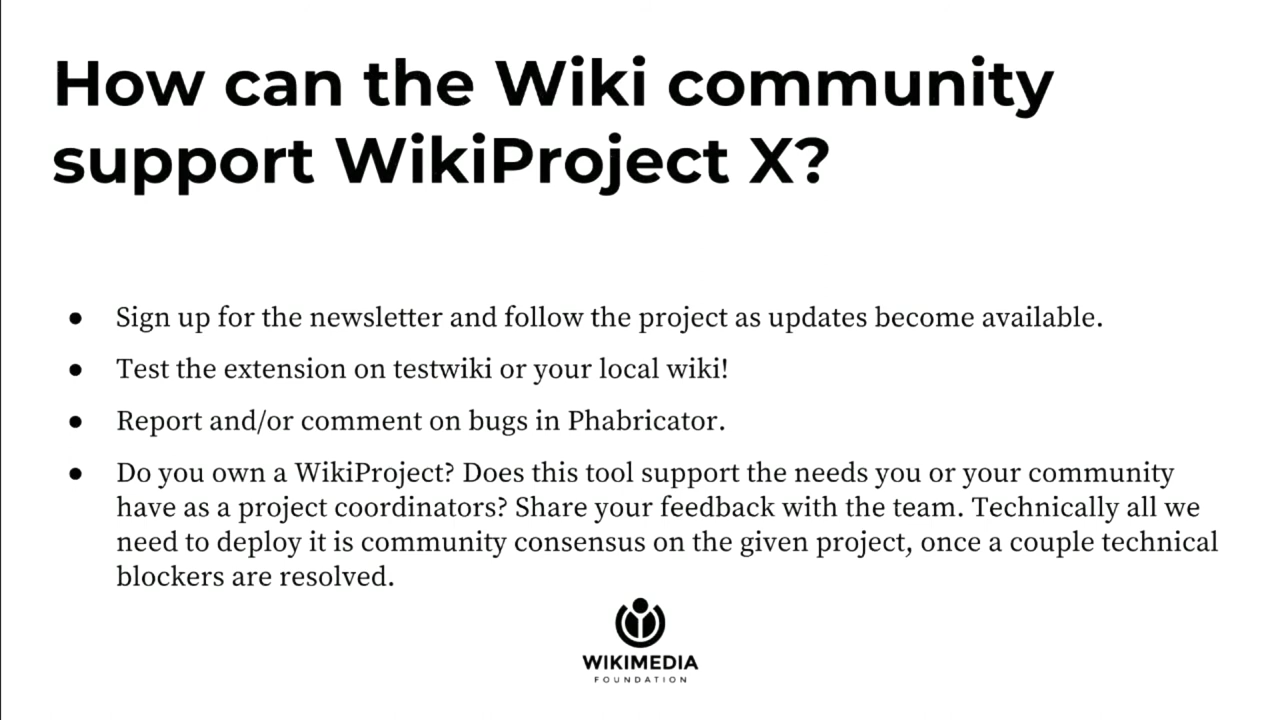 How can the Wiki community
support WikiProject X?
● Sign up for the newsletter and follow the project as updates become available.
● Test the extension on testwiki or your local wiki!
● Report and/or comment on bugs in Phabricator.
● Do you own a WikiProject? Does this tool support the needs you or your community
have as a project coordinators? Share your feedback with the team. Technically all we
need to deploy it is community consensus on the given project, once a couple technical
blockers are resolved.
WIKIMEDIA
FOUNDATION